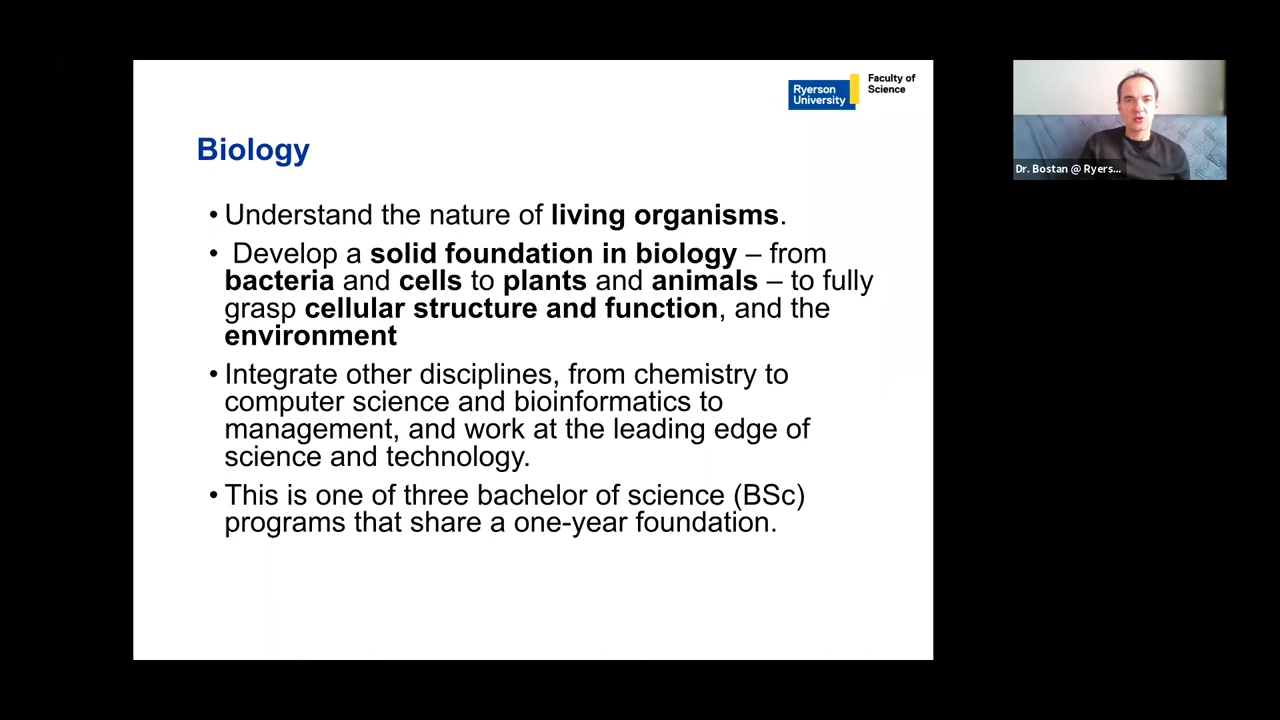 Ryerson
University
Faculty of
Science
Biology
• Understand the nature of living organisms.
• Develop a solid foundation in biology – from
bacteria and cells to plants and animals – to fully
grasp cellular structure and function, and the
environment
• Integrate other disciplines, from chemistry to
computer science and bioinformatics to
management, and work at the leading edge of
science and technology.
• This is one of three bachelor of science (BSc)
programs that share a one-year foundation.
Dr. Bostan @ Ryers...